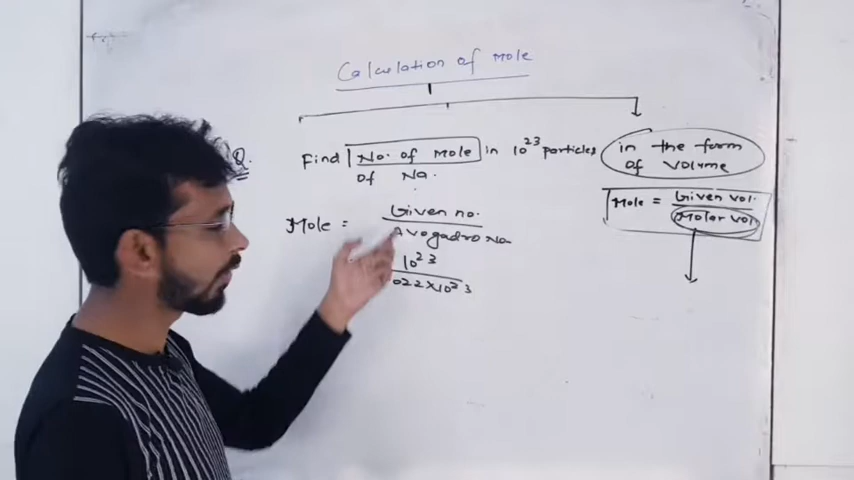 Calculation of Mole
Q.
Find No. of Mole in 10²³ particles
of Na.
Mole = Given no.
Avogadro No
10²³
022×10²³
in the form
of volume
Mole = Given vol.
Molar vol